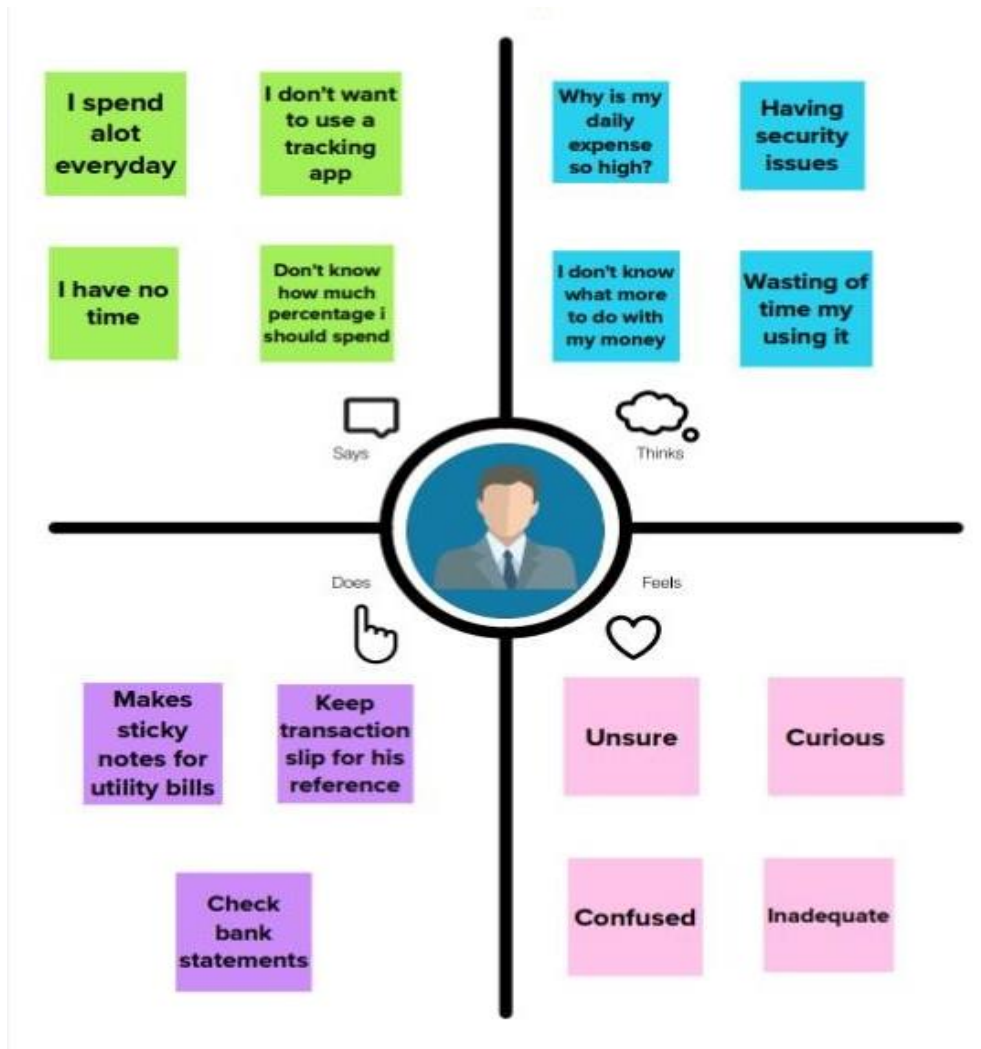 I spend
alot
everyday
I don't want
to use a
tracking
app
I have no
time
Don't know
how much
percentage i
should spend
Says
Why is my
daily
expense
so high?
Having
security
issues
I don't know
what more
to do with
my money
Wasting of
time my
using it
Thinks
Does
Makes
sticky
notes for
utility bills
Keep
transaction
slip for his
reference
Check
bank
statements
Feels
Unsure
Curious
Confused
Inadequate